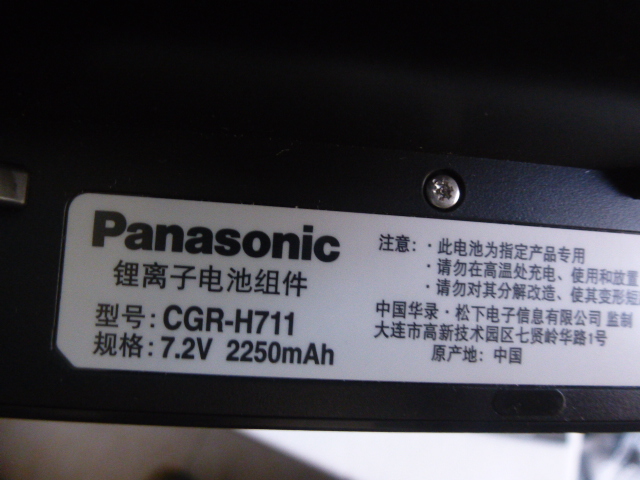 Panasonic
锂离子电池组件
型号: CGR-H711
规格: 7.2V 2250mAh
注意: ·此电池为指定产品专用
·请勿在高温处充电、使用和放置
·请勿对其分解改造、使其变形
中国华录·松下电子信息有限公司 监制
大连市高新技术园区七贤岭华路1号
原产地: 中国